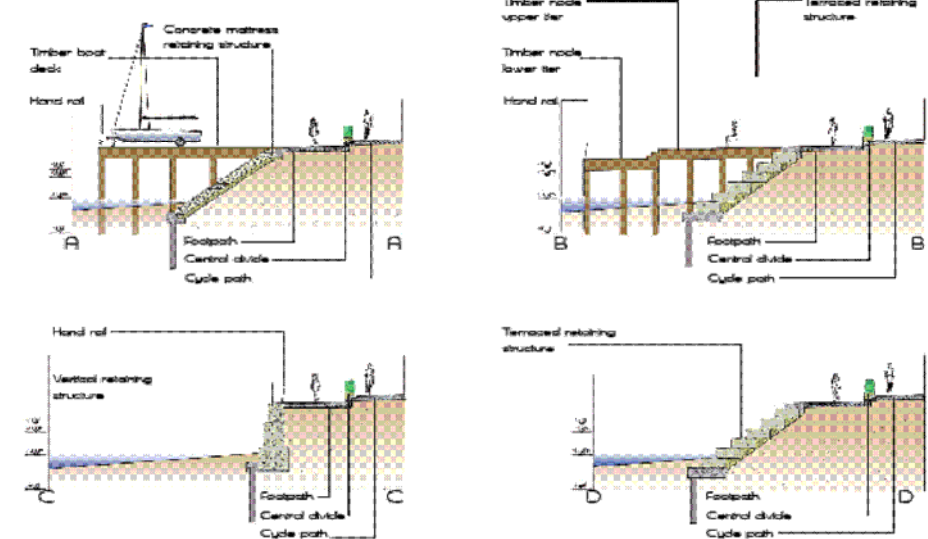 Concrete mattress
retaining structure
Timber boat
deck
Hand rail
A
A
Footpath
Central divide
Cycle path
Timber node
upper tier
Terraced retaining
structure
Timber node
lower tier
Hand rail
B
B
Footpath
Central divide
Cycle path
Hand rail
Vertical retaining
structure
C
C
Footpath
Central divide
Cycle path
Terraced retaining
structure
D
D
Footpath
Central divide
Cycle path